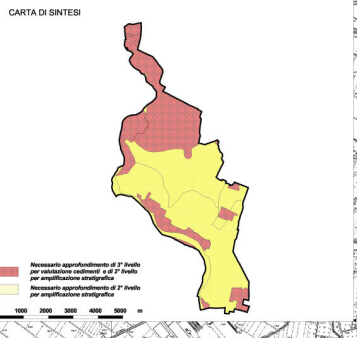 CARTA DI SINTESI
Necessario approfondimento di 3° livello
per valutazione cedimenti e di 2° livello
per amplificazione stratigrafica
Necessario approfondimento di 2° livello
per amplificazione stratigrafica
1000 2000 3000 4000 5000 m